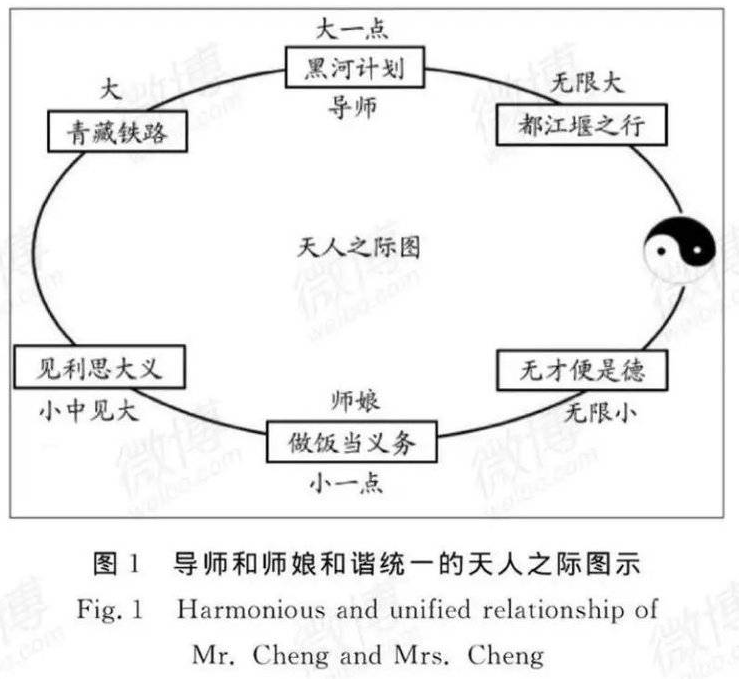 大一点
黑河计划
导师
大
青藏铁路
无限大
都江堰之行
天人之际图
见利思大义
小中见大
师娘
做饭当义务
小一点
无才便是德
无限小
图 1 导师和师娘和谐统一的天人之际图示
Fig. 1 Harmonious and unified relationship of
Mr. Cheng and Mrs. Cheng
微博
weibo.com